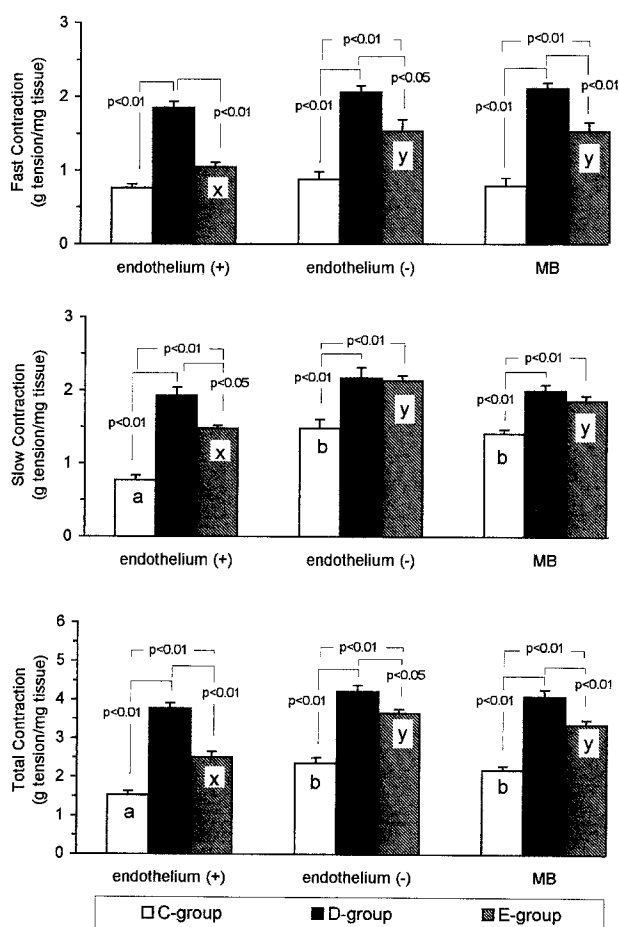 Fast Contraction
(g tension/mg tissue)
3
2
1
0
p<0.01
p<0.01
x
endothelium (+)
p<0.01
p<0.01
p<0.05
y
endothelium (-)
p<0.01
p<0.01
p<0.01
y
MB
Slow Contraction
(g tension/mg tissue)
3
2
1
0
p<0.01
p<0.01
p<0.05
a
x
endothelium (+)
p<0.01
p<0.01
b
y
endothelium (-)
p<0.01
p<0.01
b
y
MB
Total Contraction
(g tension/mg tissue)
6
5
4
3
2
1
0
p<0.01
p<0.01
p<0.01
a
x
endothelium (+)
p<0.01
p<0.01
p<0.05
b
y
endothelium (-)
p<0.01
p<0.01
p<0.01
b
y
MB
C-group D-group E-group